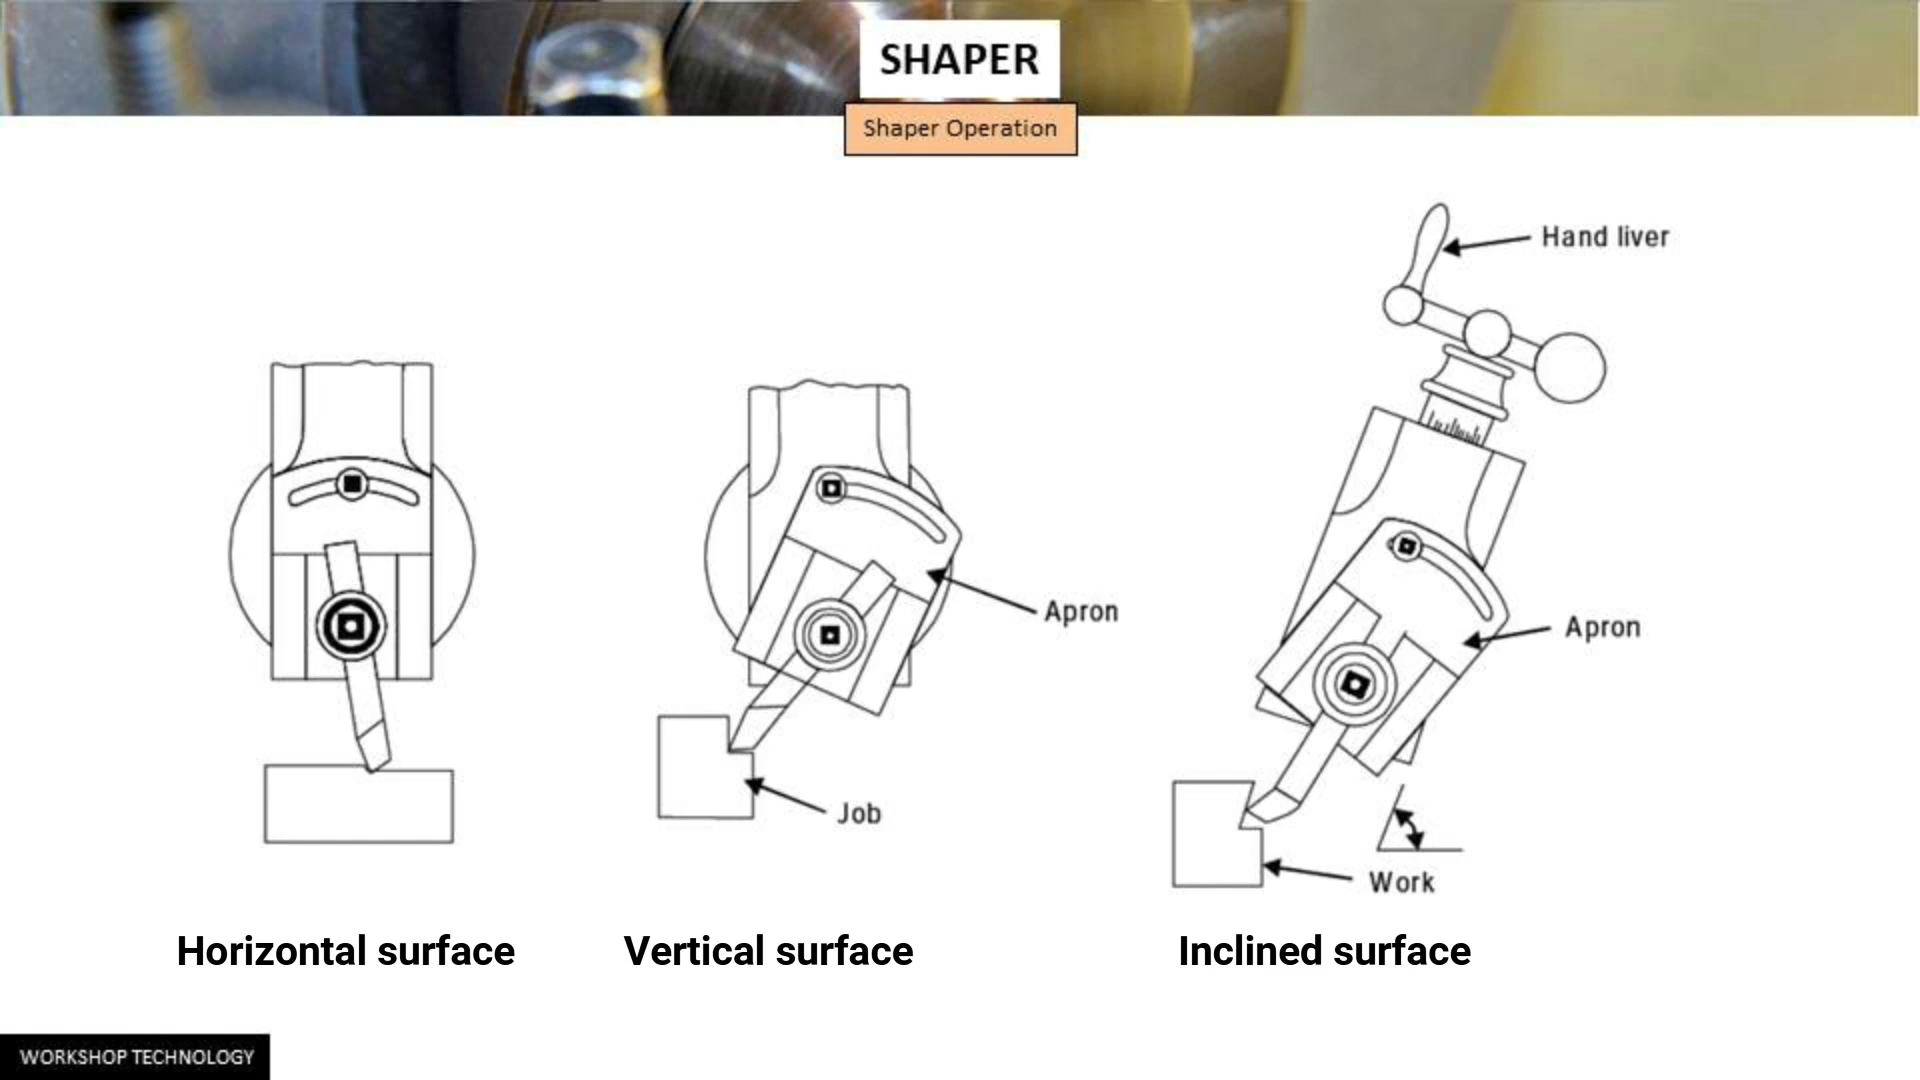 SHAPER
Shaper Operation
Hand liver
Apron
Apron
Job
Work
Horizontal surface
Vertical surface
Inclined surface
WORKSHOP TECHNOLOGY